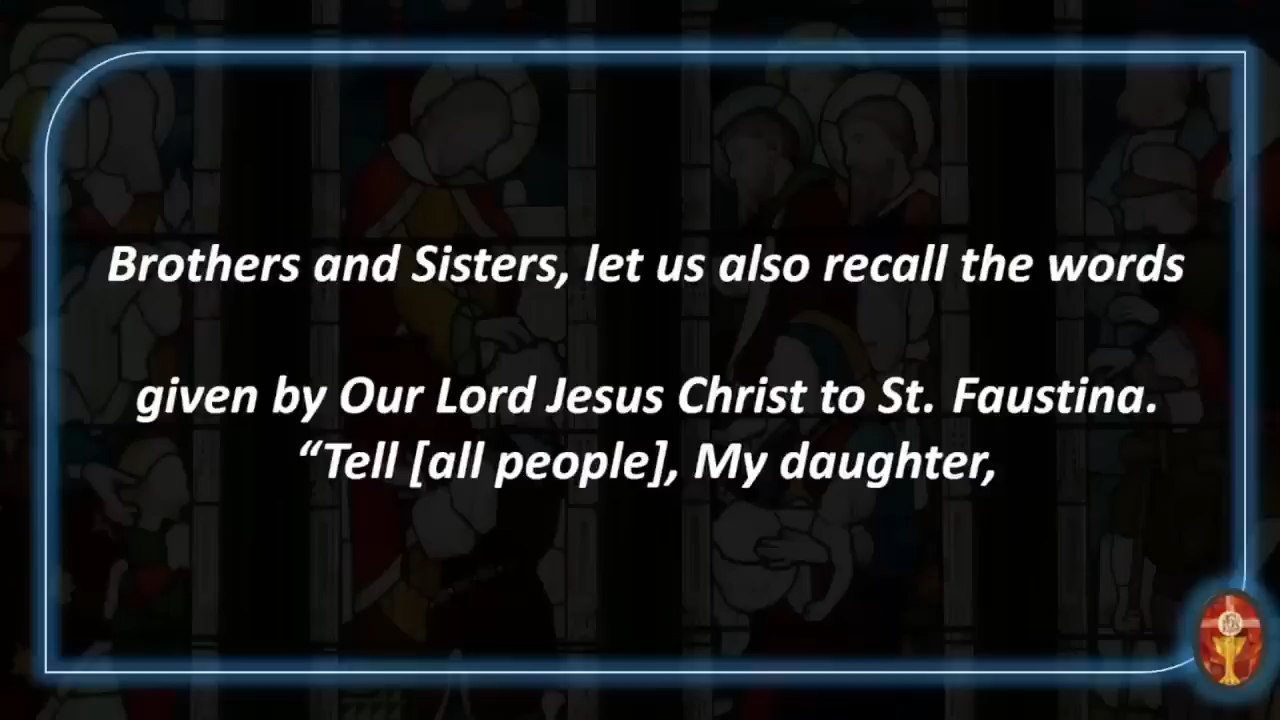 Brothers and Sisters, let us also recall the words
given by Our Lord Jesus Christ to St. Faustina.
“Tell [all people], My daughter,